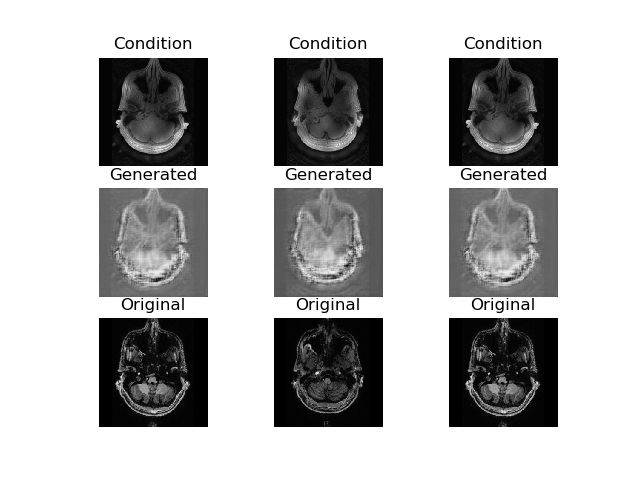 Condition Condition Condition
Generated Generated Generated
Original Original Original